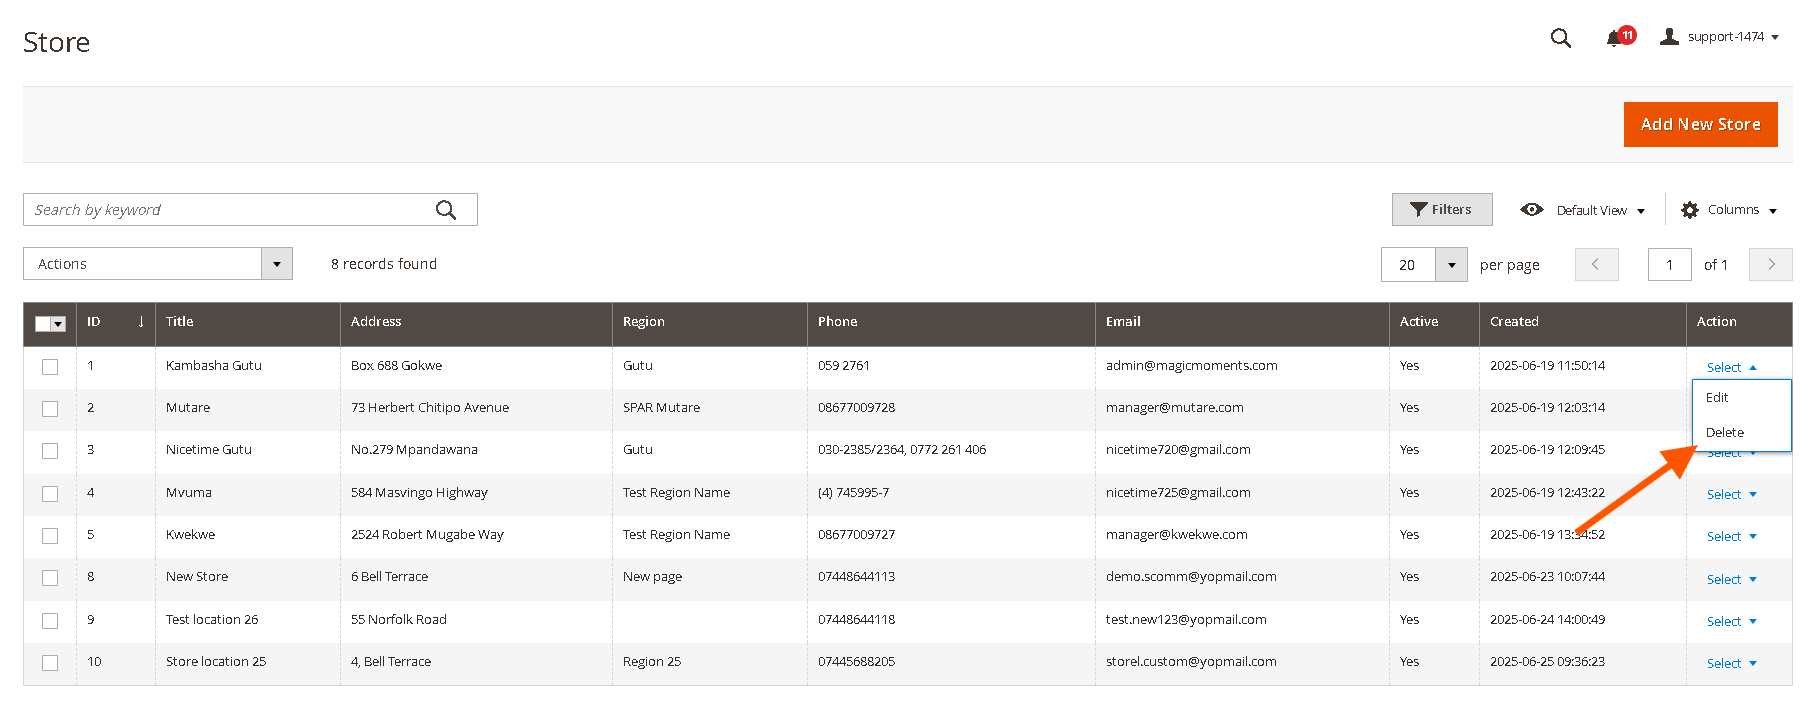 Store
11
support-1474
Add New Store
Search by keyword
Filters
Default View
Columns
Actions
8 records found
20
per page
1
of 1
ID Title Address Region Phone Email Active Created Action
1 Kambasha Gutu Box 688 Gokwe Gutu 059 2761 admin@magicmoments.com Yes 2025-06-19 11:50:14 Select
Edit
2 Mutare 73 Herbert Chitipo Avenue SPAR Mutare 08677009728 manager@mutare.com Yes 2025-06-19 12:03:14
Delete
3 Nicetime Gutu No.279 Mpandawana Gutu 030-2385/2364, 0772 261 406 nicetime720@gmail.com Yes 2025-06-19 12:09:45 Select
4 Mvuma 584 Masvingo Highway Test Region Name (4) 745995-7 nicetime725@gmail.com Yes 2025-06-19 12:43:22 Select
5 Kwekwe 2524 Robert Mugabe Way Test Region Name 08677009727 manager@kwekwe.com Yes 2025-06-19 13:34:52 Select
8 New Store 6 Bell Terrace New page 07448644113 demo.scomm@yopmail.com Yes 2025-06-23 10:07:44 Select
9 Test location 26 55 Norfolk Road 07448644118 test.new123@yopmail.com Yes 2025-06-24 14:00:49 Select
10 Store location 25 4, Bell Terrace Region 25 07445688205 storel.custom@yopmail.com Yes 2025-06-25 09:36:23 Select